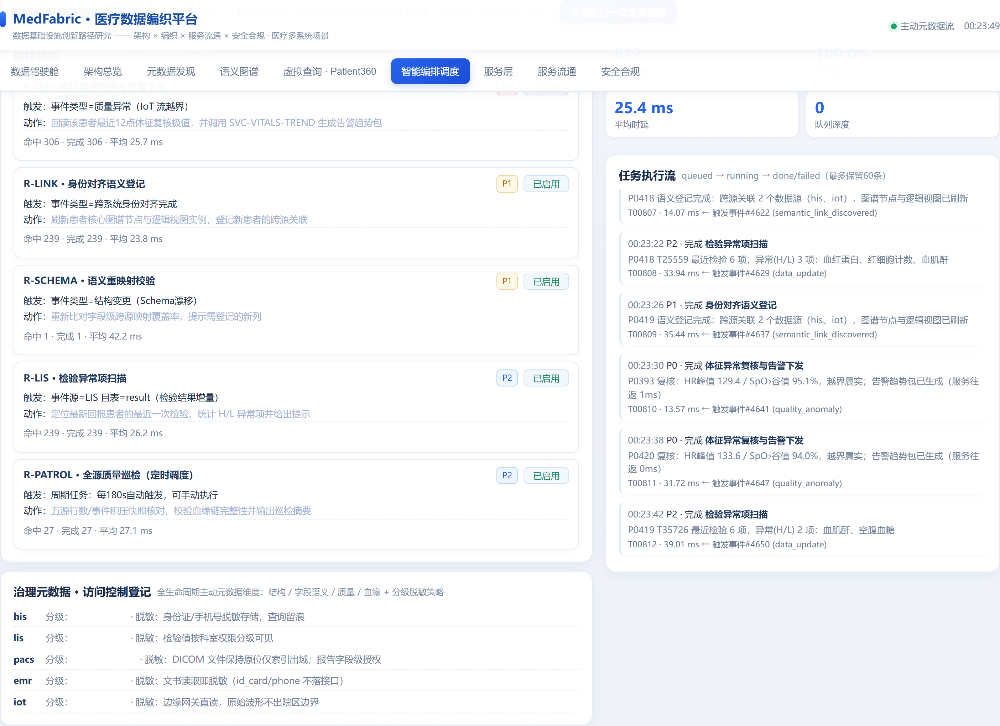 MedFabric • 医疗数据编织平台
数据基础设施创新路径研究 —— 架构 × 编织 × 服务流通 × 安全合规 · 医疗多系统场景
主动元数据流 00:23:49
手动执行一次全源巡检
编排规则
812
100.0%
数据驾驶舱 架构总览 元数据发现 语义图谱 虚拟查询 · Patient360 智能编排调度 服务层 服务流通 安全合规
R-QA • 体征异常复核与告警下发 P0 已启用
触发：事件类型=质量异常（IoT 流越界）
动作：回读该患者最近12点体征复核极值，并调用 SVC-VITALS-TREND 生成告警趋势包
命中 306 · 完成 306 · 平均 25.7 ms
R-LINK • 身份对齐语义登记 P1 已启用
触发：事件类型=跨系统身份对齐完成
动作：刷新患者核心图谱节点与逻辑视图实例，登记新患者的跨源关联
命中 239 · 完成 239 · 平均 23.8 ms
R-SCHEMA • 语义重映射校验 P1 已启用
触发：事件类型=结构变更（Schema漂移）
动作：重新比对字段级跨源映射覆盖率，提示需登记的新列
命中 1 · 完成 1 · 平均 42.2 ms
R-LIS • 检验异常项扫描 P2 已启用
触发：事件源=LIS 且表=result（检验结果增量）
动作：定位最新回报患者的最近一次检验，统计 H/L 异常项并给出提示
命中 239 · 完成 239 · 平均 26.2 ms
R-PATROL • 全源质量巡检（定时调度） P2 已启用
触发：周期任务：每180s自动触发，可手动执行
动作：五源行数/事件积压快照核对，校验血缘链完整性并输出巡检摘要
命中 27 · 完成 27 · 平均 27.1 ms
治理元数据 • 访问控制登记 全生命周期主动元数据维度：结构 / 字段语义 / 质量 / 血缘 + 分级脱敏策略
his 分级： · 脱敏：身份证/手机号脱敏存储，查询留痕
lis 分级： · 脱敏：检验值按科室权限分级可见
pacs 分级： · 脱敏：DICOM 文件保持原位仅索引出域；报告字段级授权
emr 分级： · 脱敏：文书读取即脱敏（id_card/phone 不落接口）
iot 分级： · 脱敏：边缘网关直读，原始波形不出院区边界
25.4 ms
平均时延
0
队列深度
任务执行流 queued → running → done/failed（最多保留60条）
P0418 语义登记完成：跨源关联 2 个数据源（his、iot），图谱节点与逻辑视图已刷新
T00807 · 14.07 ms ← 触发事件#4622 (semantic_link_discovered)
00:23:22 P2 · 完成 检验异常项扫描
P0418 T25559 最近检验 6 项，异常(H/L) 3 项：血红蛋白、红细胞计数、血肌酐
T00808 · 33.94 ms ← 触发事件#4629 (data_update)
00:23:26 P1 · 完成 身份对齐语义登记
P0419 语义登记完成：跨源关联 2 个数据源（his、iot），图谱节点与逻辑视图已刷新
T00809 · 35.44 ms ← 触发事件#4637 (semantic_link_discovered)
00:23:30 P0 · 完成 体征异常复核与告警下发
P0393 复核：HR峰值 129.4 / SpO₂谷值 95.1%，越界属实；告警趋势包已生成（服务往
返 1ms）
T00810 · 13.57 ms ← 触发事件#4641 (quality_anomaly)
00:23:38 P0 · 完成 体征异常复核与告警下发
P0420 复核：HR峰值 133.6 / SpO₂谷值 94.0%，越界属实；告警趋势包已生成（服务往
返 0ms）
T00811 · 31.72 ms ← 触发事件#4647 (quality_anomaly)
00:23:42 P2 · 完成 检验异常项扫描
P0419 T35726 最近检验 6 项，异常(H/L) 2 项：血肌酐、空腹血糖
T00812 · 39.01 ms ← 触发事件#4650 (data_update)